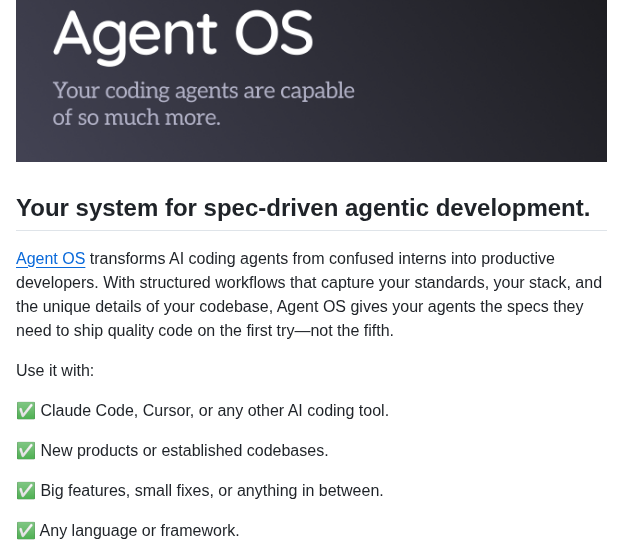 Agent OS
Your coding agents are capable
of so much more.
Your system for spec-driven agentic development.
Agent OS transforms AI coding agents from confused interns into productive
developers. With structured workflows that capture your standards, your stack, and
the unique details of your codebase, Agent OS gives your agents the specs they
need to ship quality code on the first try—not the fifth.
Use it with:
✅ Claude Code, Cursor, or any other AI coding tool.
✅ New products or established codebases.
✅ Big features, small fixes, or anything in between.
✅ Any language or framework.